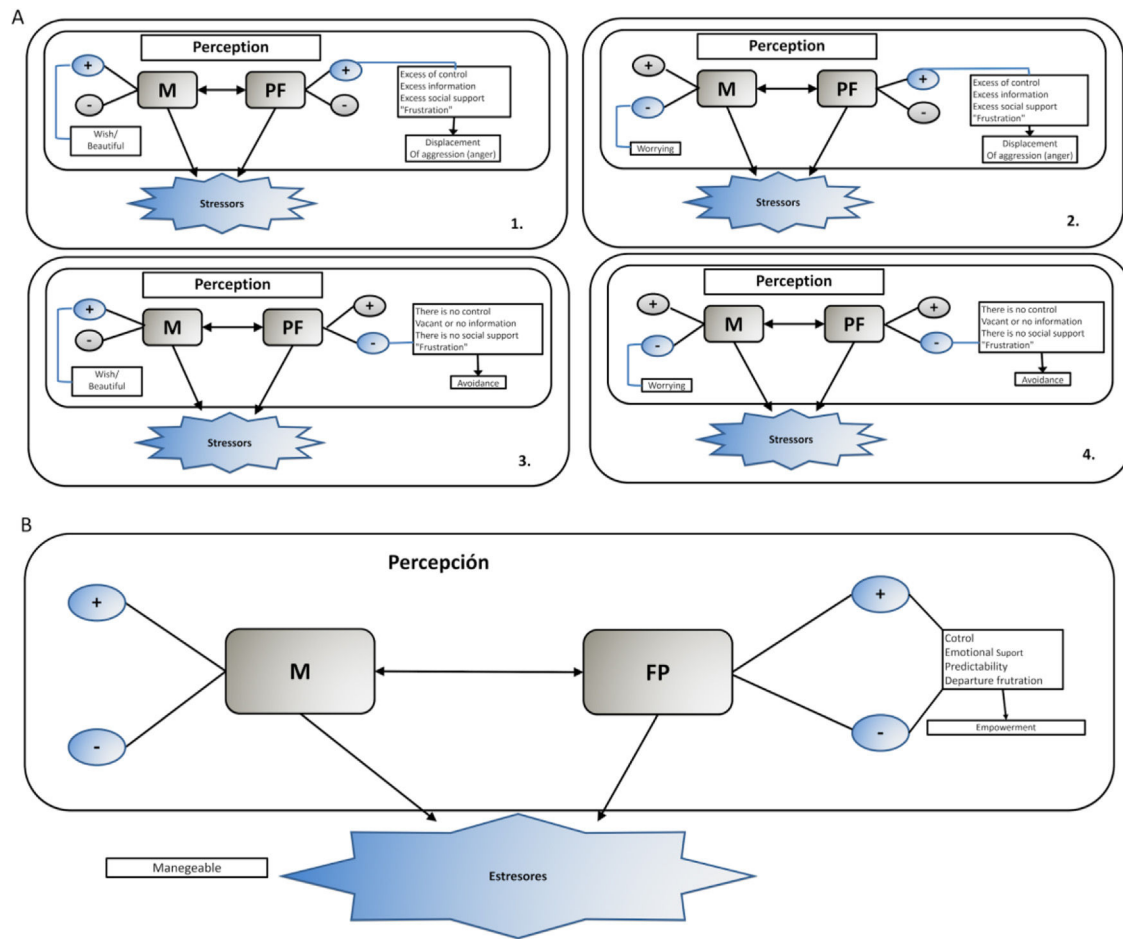 A
Perception
+
-
M
PF
+
-
Excess of control
Excess information
Excess social support
"Frustration"
Displacement
Of aggression (anger)
Wish/
Beautiful
Stressors
1.
Perception
+
-
M
PF
+
-
Excess of control
Excess information
Excess social support
"Frustration"
Displacement
Of aggression (anger)
Worrying
Stressors
2.
Perception
+
-
M
PF
+
-
There is no control
Vacant or no information
There is no social support
"Frustration"
Avoidance
Wish/
Beautiful
Stressors
3.
Perception
+
-
M
PF
+
-
There is no control
Vacant or no information
There is no social support
"Frustration"
Avoidance
Worrying
Stressors
4.
B
Percepción
+
-
M
FP
+
-
Cotrol
Emotional Suport
Predictability
Departure frutration
Empowerment
Manegeable
Estresores